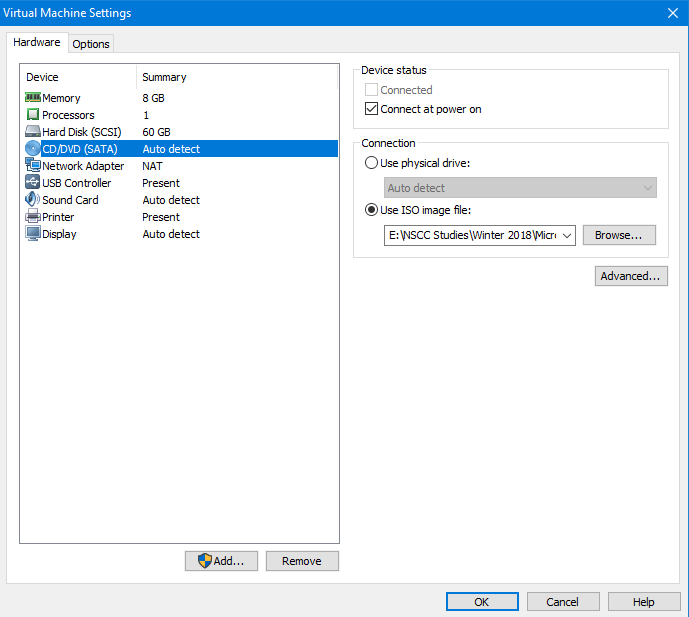 Virtual Machine Settings
Hardware
Options
Device Summary
Memory 8 GB
Processors 1
Hard Disk (SCSI) 60 GB
CD/DVD (SATA) Auto detect
Network Adapter NAT
USB Controller Present
Sound Card Auto detect
Printer Present
Display Auto detect
Add...
Remove
Device status
Connected
Connect at power on
Connection
Use physical drive:
Auto detect
Use ISO image file:
E:\NSCC Studies\Winter 2018\Micr
Browse...
Advanced...
OK
Cancel
Help